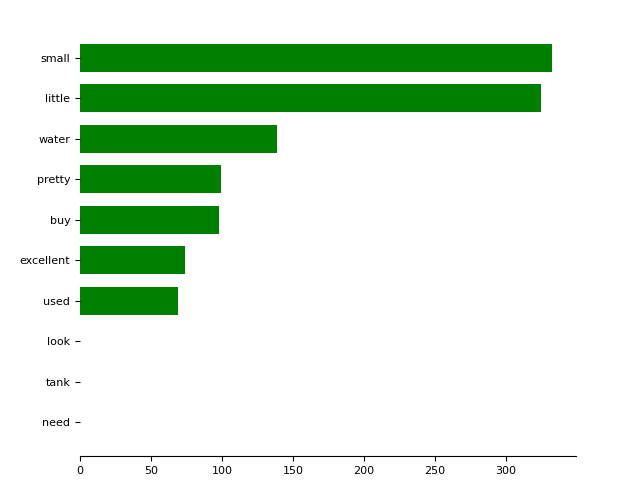 small
little
water
pretty
buy
excellent
used
look
tank
need
0 50 100 150 200 250 300